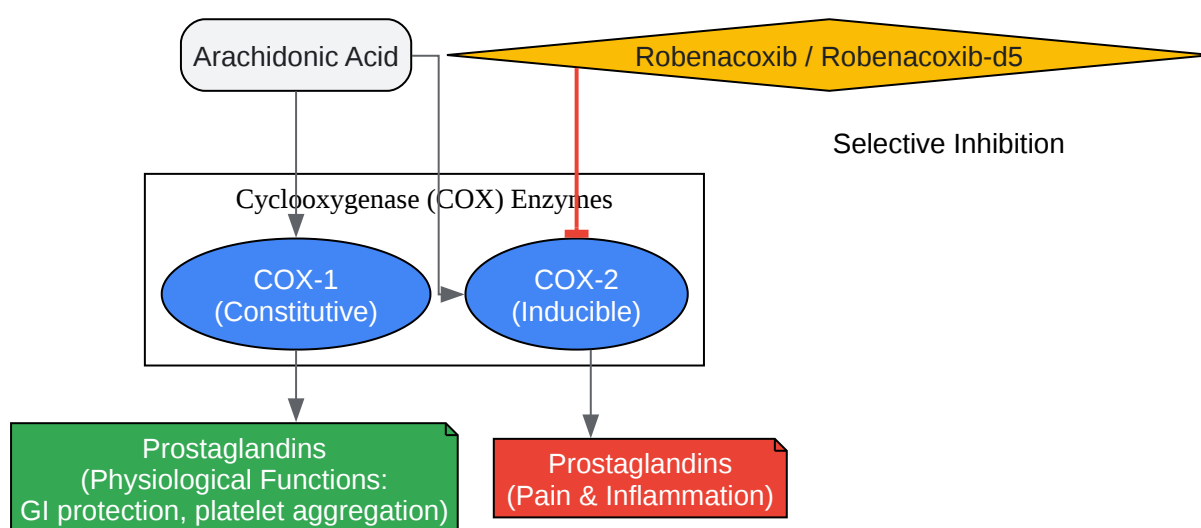 Arachidonic Acid
Robenacoxib / Robenacoxib-d5
Selective Inhibition
Cyclooxygenase (COX) Enzymes
COX-1
(Constitutive)
COX-2
(Inducible)
Prostaglandins
(Physiological Functions:
GI protection, platelet aggregation)
Prostaglandins
(Pain & Inflammation)